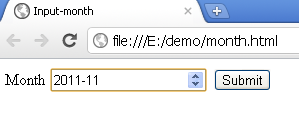 Input-month
file:///E:/demo/month.html
Month 2011-11 Submit